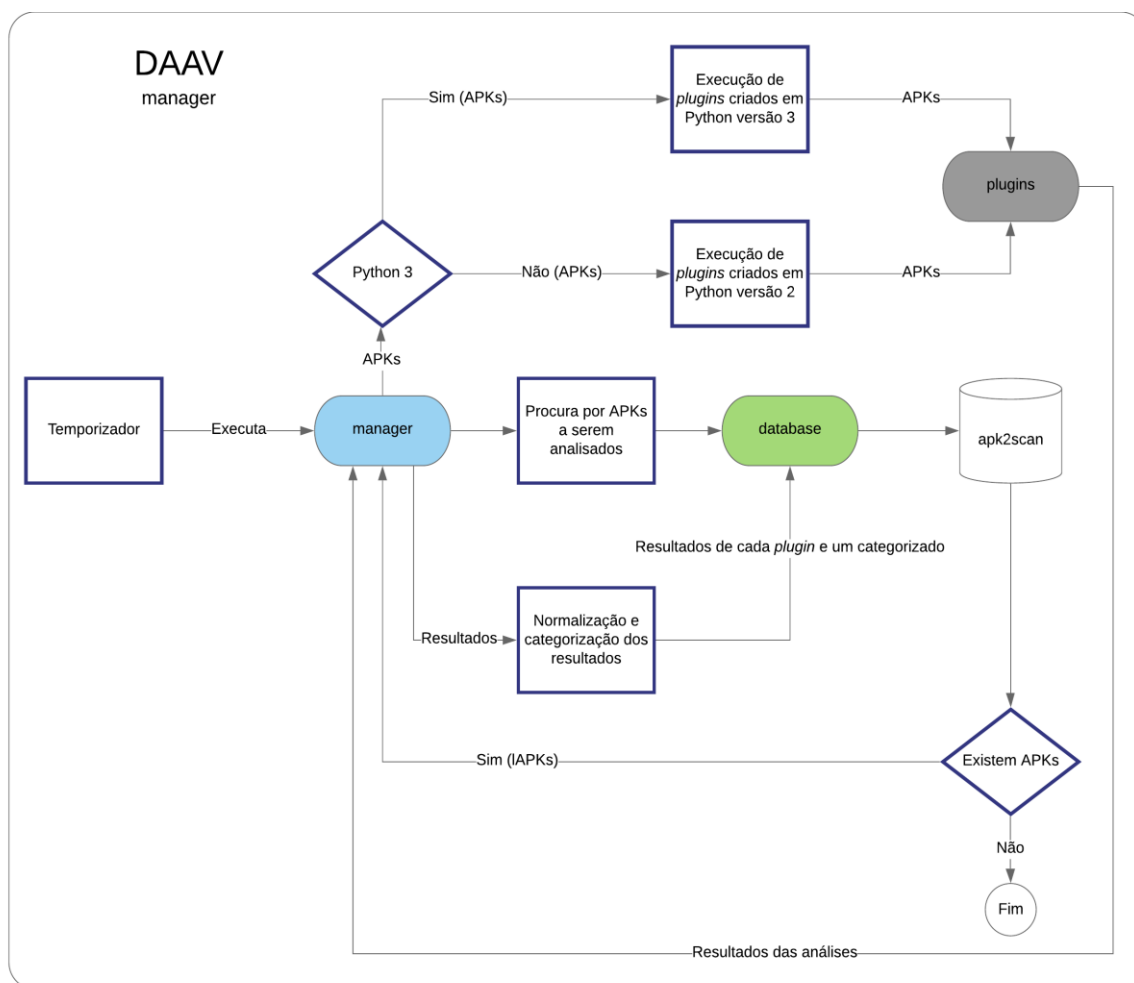 DAAV
manager
Sim (APKs)
Execução de
plugins criados em
Python versão 3
APKs
plugins
Python 3
Não (APKs)
Execução de
plugins criados em
Python versão 2
APKs
APKs
Temporizador
Executa
manager
Procura por APKs
a serem
analisados
database
apk2scan
Resultados de cada plugin e um categorizado
Resultados
Normalização e
categorização dos
resultados
Sim (lAPKs)
Existem APKs
Não
Fim
Resultados das análises